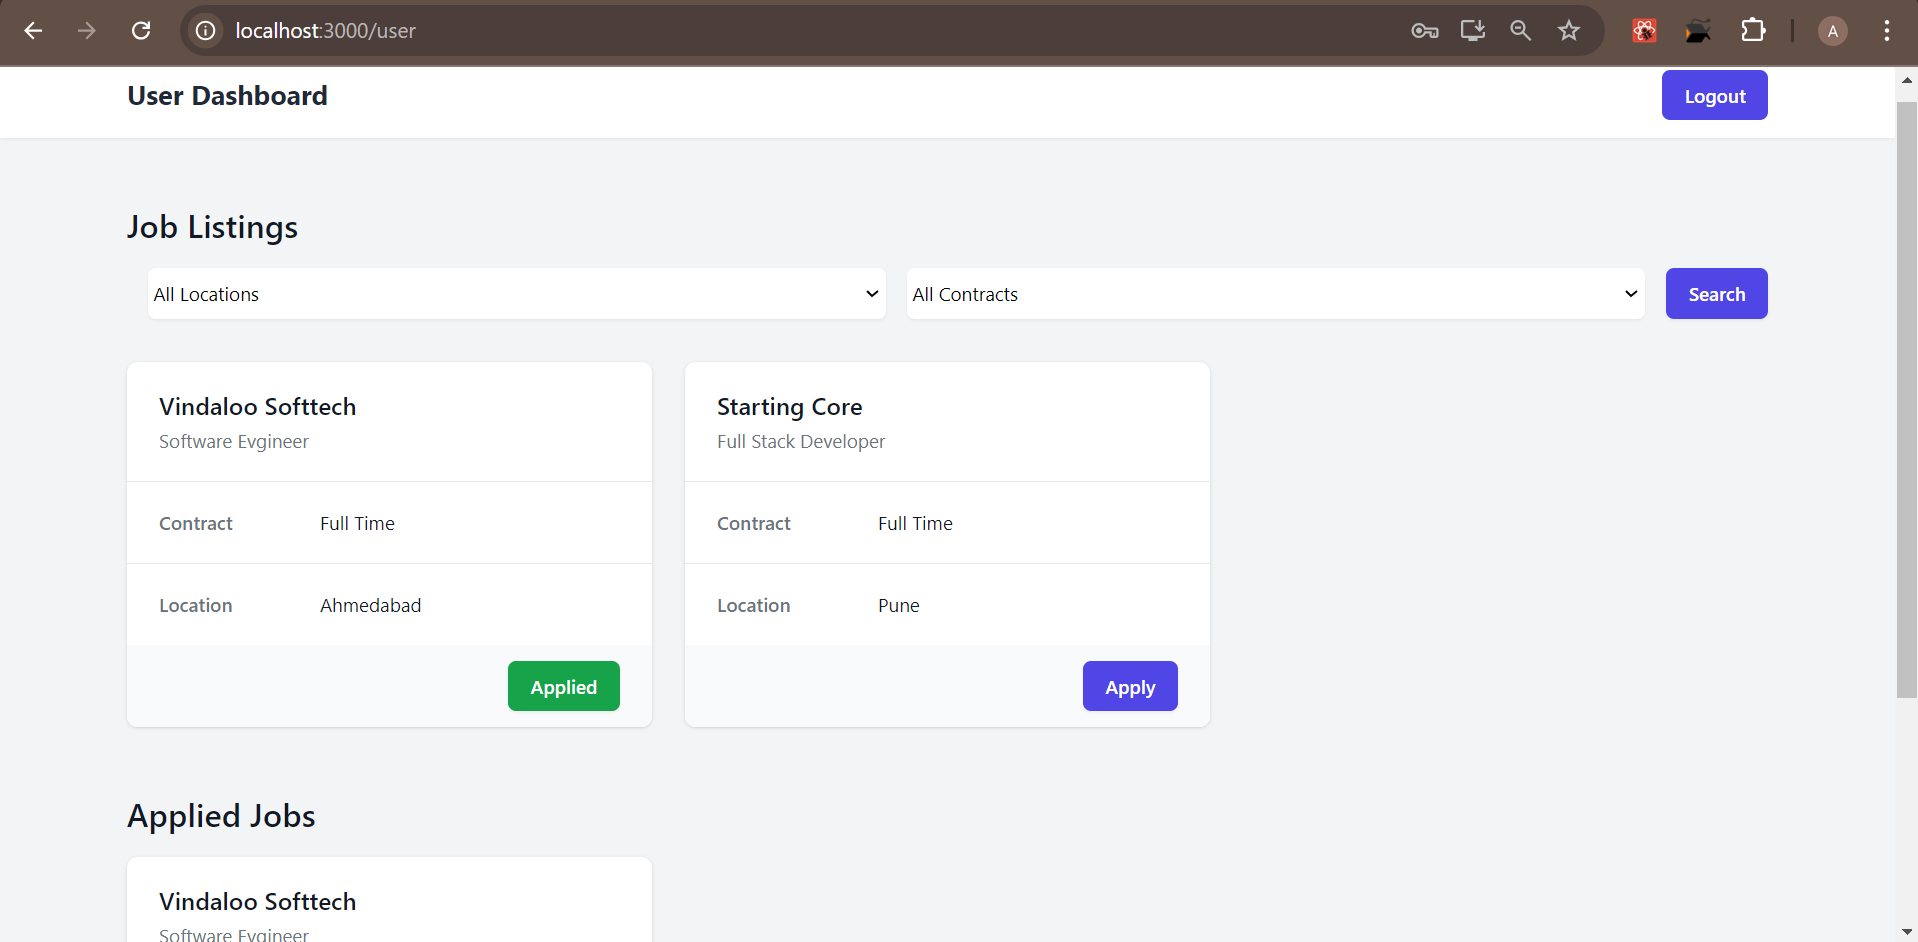 localhost:3000/user
A
User Dashboard
Logout
Job Listings
All Locations
All Contracts
Search
Vindaloo Softtech
Software Evgineer
Contract
Full Time
Location
Ahmedabad
Applied
Starting Core
Full Stack Developer
Contract
Full Time
Location
Pune
Apply
Applied Jobs
Vindaloo Softtech
Software Evgineer